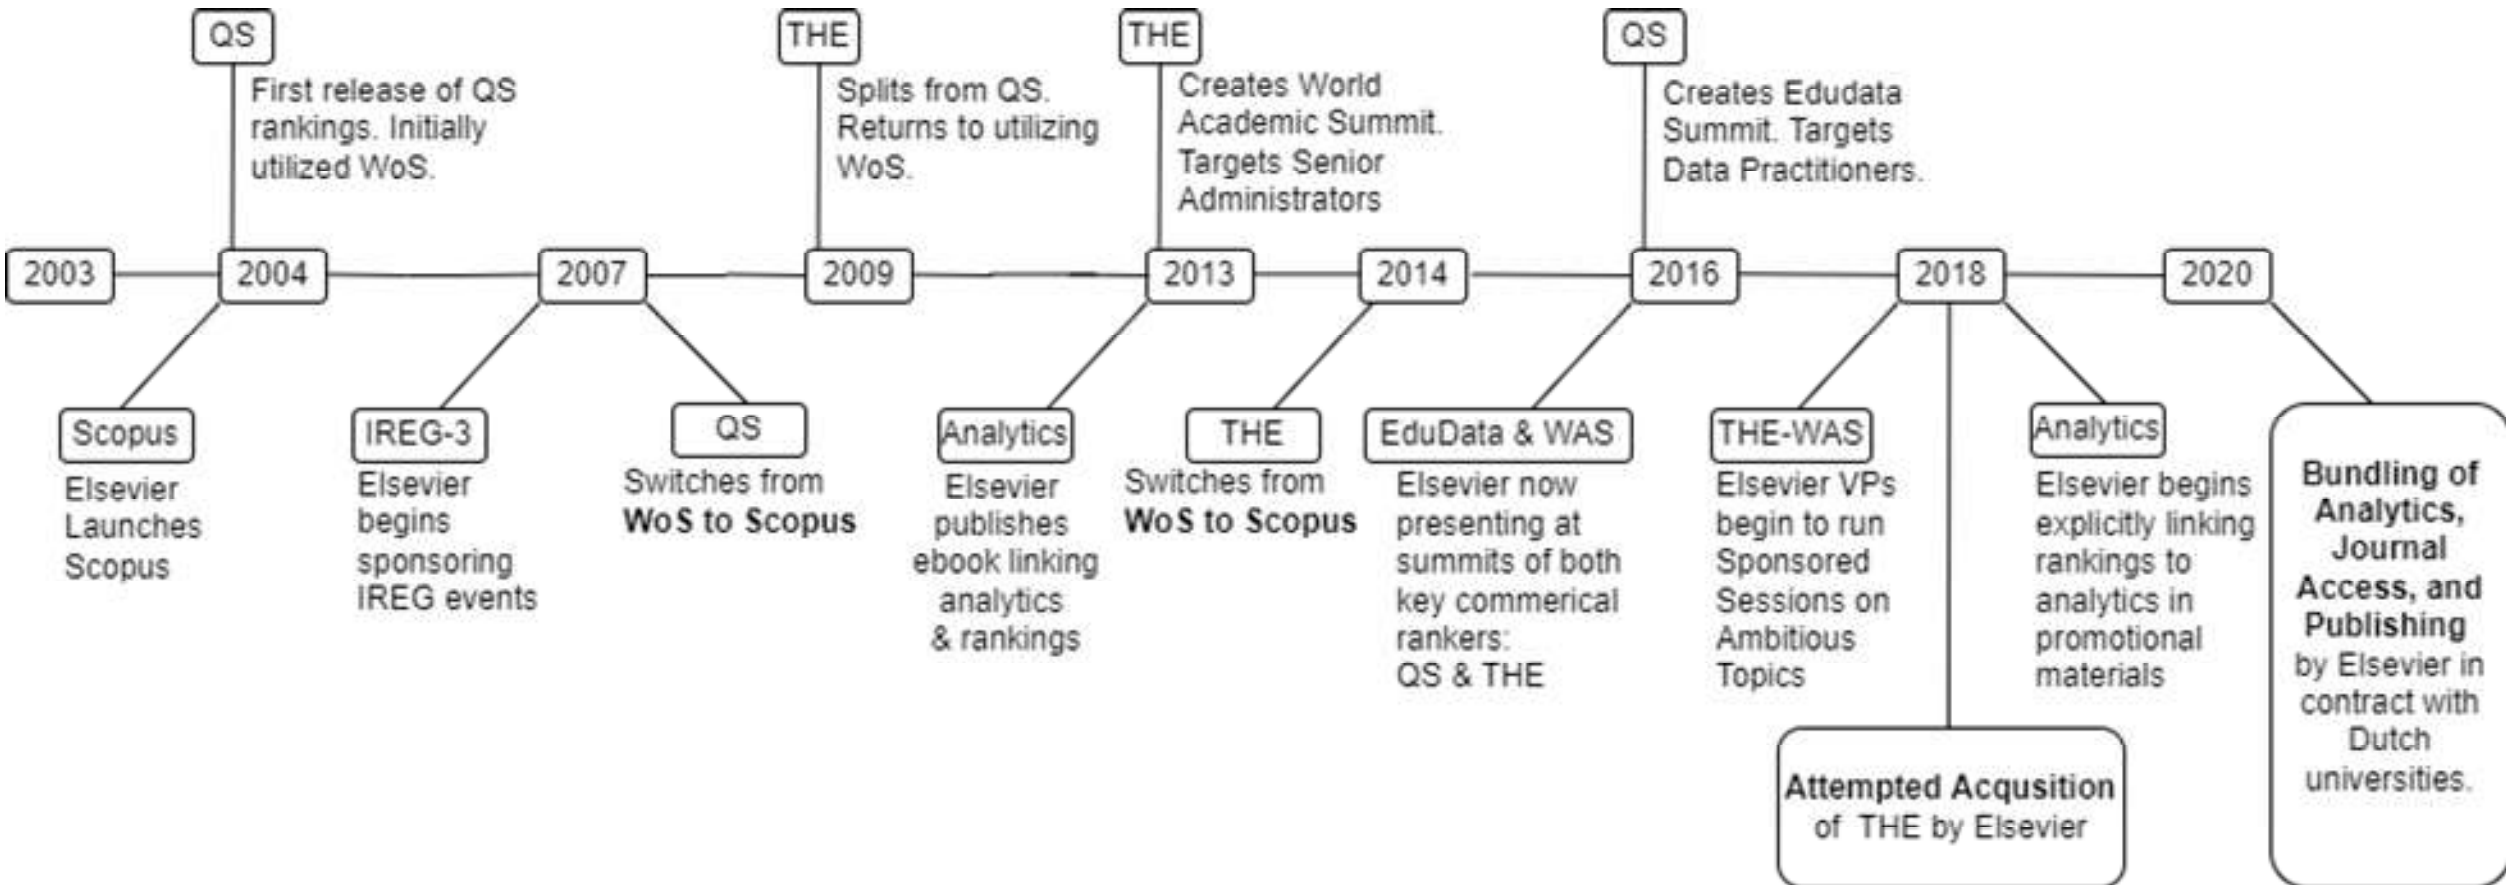 QS
First release of QS
rankings. Initially
utilized WoS.
THE
Splits from QS.
Returns to utilizing
WoS.
THE
Creates World
Academic Summit.
Targets Senior
Administrators
QS
Creates Edudata
Summit. Targets
Data Practitioners.
2003
2004
2007
2009
2013
2014
2016
2018
2020
Scopus
Elsevier
Launches
Scopus
IREG-3
Elsevier
begins
sponsoring
IREG events
QS
Switches from
WoS to Scopus
Analytics
Elsevier
publishes
ebook linking
analytics
& rankings
THE
Switches from
WoS to Scopus
EduData & WAS
Elsevier now
presenting at
summits of both
key commerical
rankers:
QS & THE
THE-WAS
Elsevier VPs
begin to run
Sponsored
Sessions on
Ambitious
Topics
Analytics
Elsevier begins
explicitly linking
rankings to
analytics in
promotional
materials
Attempted Acqusition
of THE by Elsevier
Bundling of
Analytics,
Journal
Access, and
Publishing
by Elsevier in
contract with
Dutch
universities.